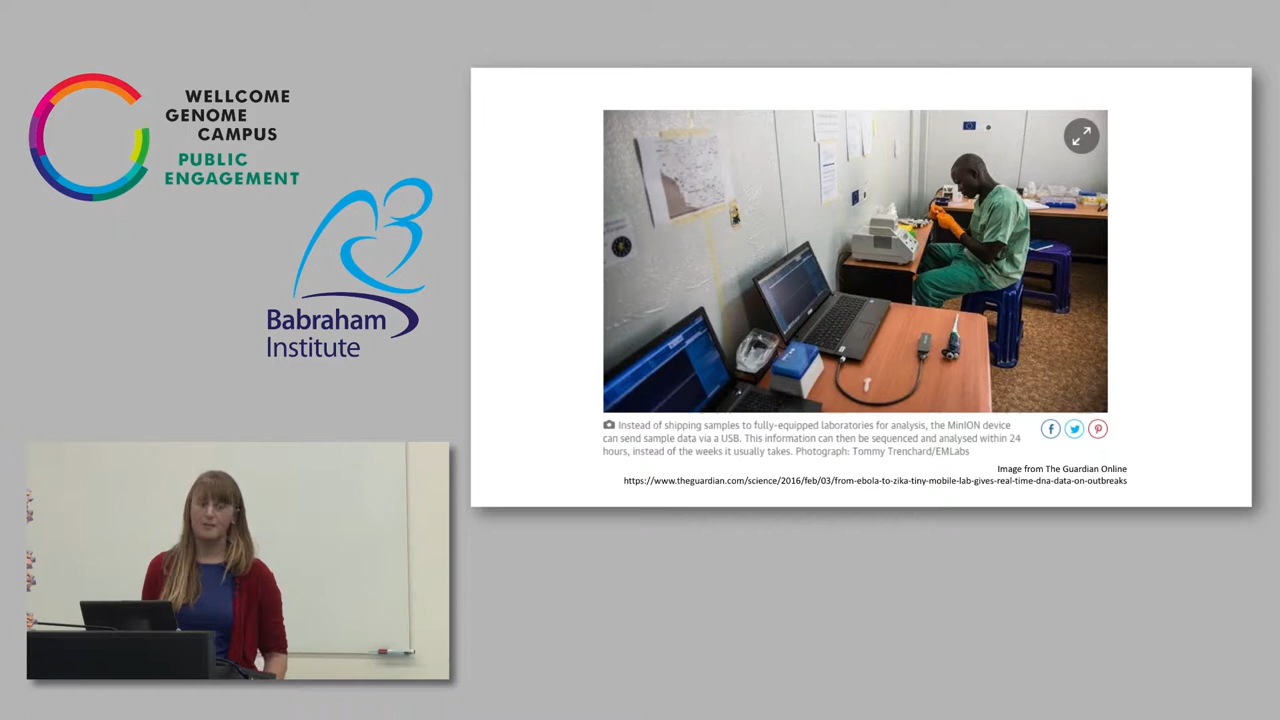 WELLCOME
GENOME
CAMPUS
PUBLIC
ENGAGEMENT
Babraham
Institute
Instead of shipping samples to fully-equipped laboratories for analysis, the MinION device
can send sample data via a USB. This information can then be sequenced and analysed within 24
hours, instead of the weeks it usually takes. Photograph: Tommy Trenchard/EMLabs
Image from The Guardian Online
https://www.theguardian.com/science/2016/feb/03/from-ebola-to-zika-tiny-mobile-lab-gives-real-time-dna-data-on-outbreaks